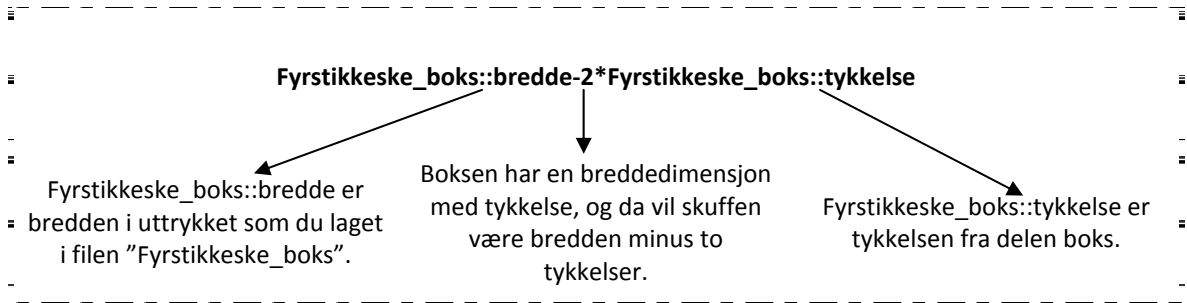 Fyrstikkeske_boks::bredde-2*Fyrstikkeske_boks::tykkelse
Fyrstikkeske_boks::bredde er
bredden i uttrykket som du laget
i filen ”Fyrstikkeske_boks”.
Boksen har en breddedimensjon
med tykkelse, og da vil skuffen
være bredden minus to
tykkelser.
Fyrstikkeske_boks::tykkelse er
tykkelsen fra delen boks.